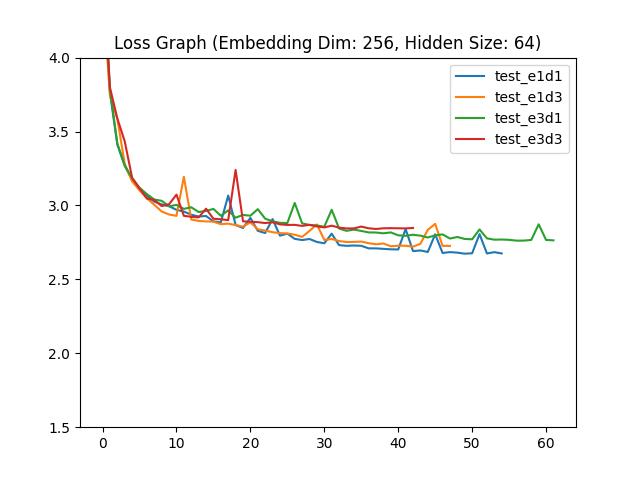 Loss Graph (Embedding Dim: 256, Hidden Size: 64)
4.0
3.5
3.0
2.5
2.0
1.5
0 10 20 30 40 50 60
test_e1d1
test_e1d3
test_e3d1
test_e3d3